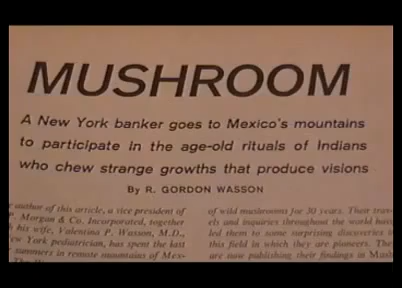 MUSHROOM
A New York banker goes to Mexico's mountains
to participate in the age-old rituals of Indians
who chew strange growths that produce visions
By R. GORDON WASSON
author of this article, a vice president of
P. Morgan & Co. Incorporated, together
his wife, Valentina P. Wasson, M.D.,
ew York pediatrician, has spent the last
summers in remote mountains of Mex-
of wild mushrooms for 30 years. Their trav-
els and inquiries throughout the world have
led them to some surprising discoveries i
this field in which they are pioneers. The
are now publishing their findings in Mush